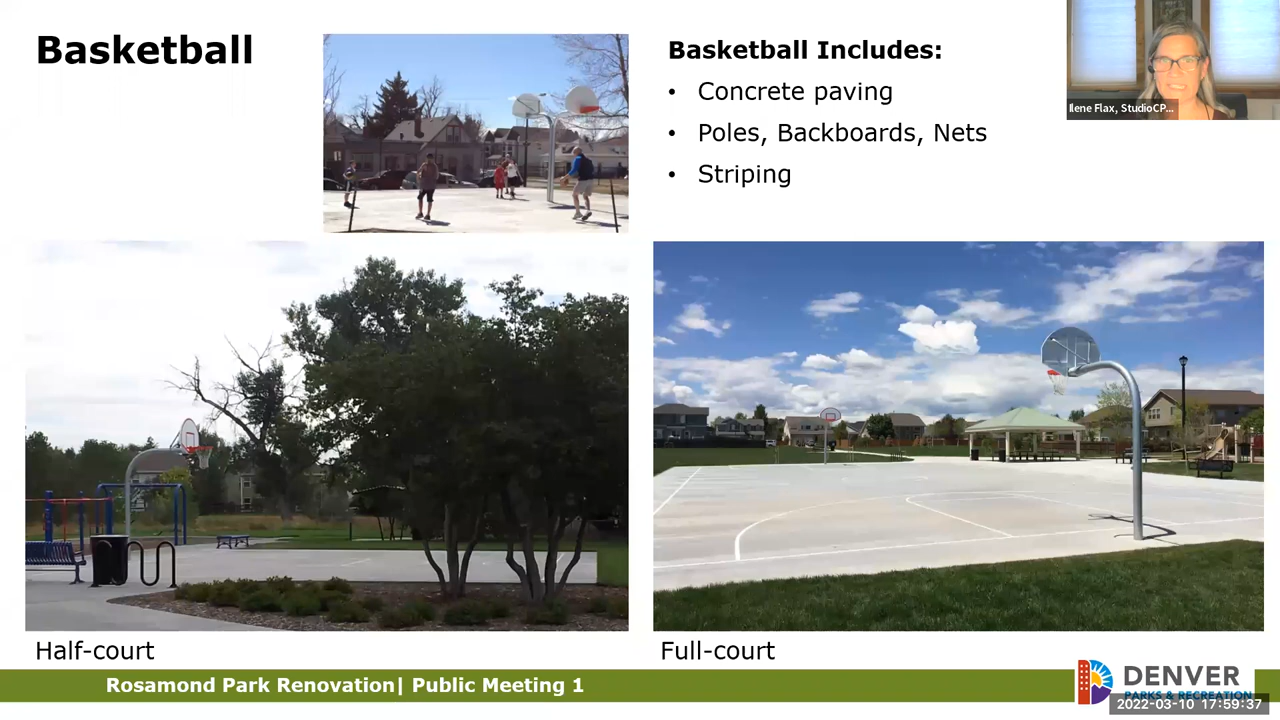 Basketball
Basketball Includes:
• Concrete paving
• Poles, Backboards, Nets
• Striping
Ilene Flax, StudioCP...
Half-court
Full-court
Rosamond Park Renovation| Public Meeting 1
DENVER
PARKS & RECREATION
2022-03-10 17:59:37